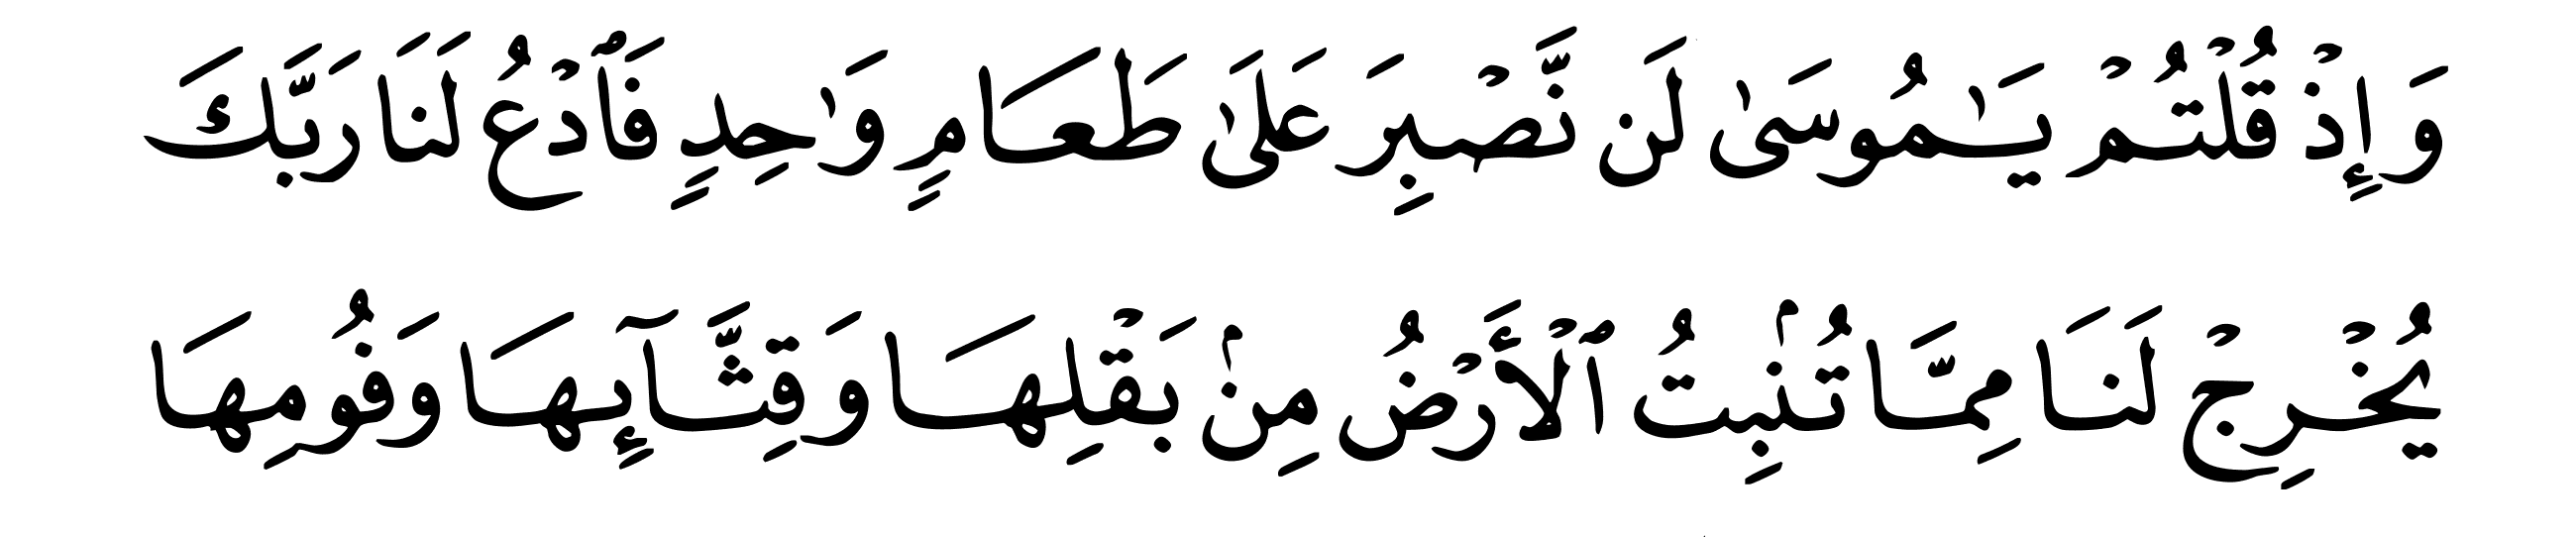 وَإِذۡ قُلۡتُمۡ يَـٰمُوسَىٰ لَن نَّصۡبِرَ عَلَىٰ طَعَامٍ وَٰحِدٍ فَٱدۡعُ لَنَا رَبَّكَ
يُخۡرِجۡ لَنَا مِمَّا تُنۢبِتُ ٱلۡأَرۡضُ مِنۢ بَقۡلِهَا وَقِثَّآئِهَا وَفُومِهَا